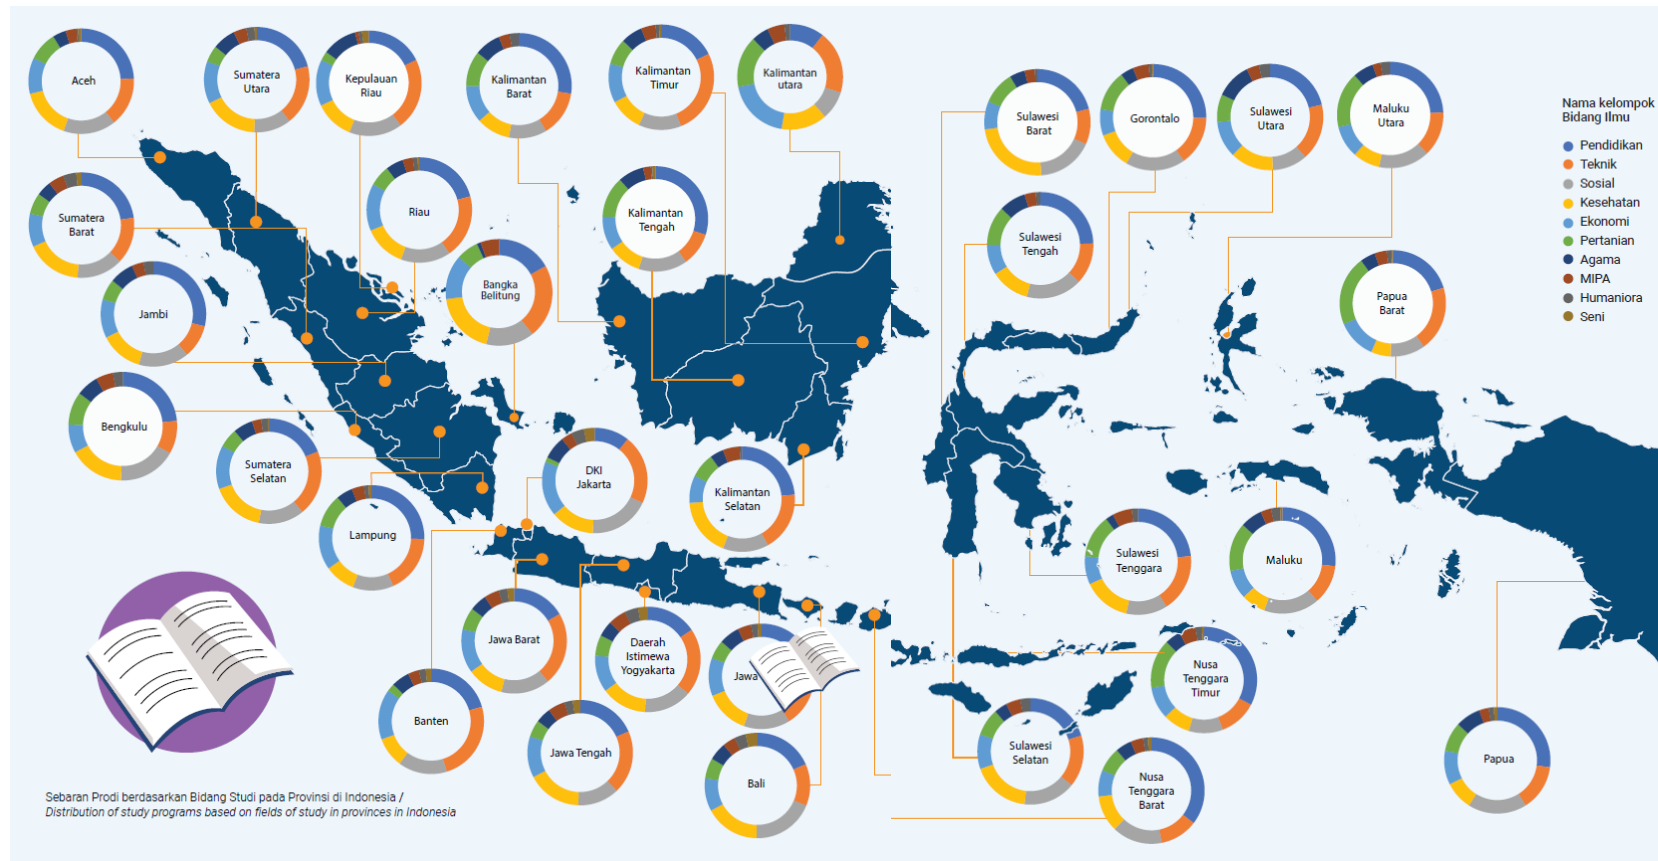 Aceh
Sumatera
Utara
Kepulauan
Riau
Kalimantan
Barat
Kalimantan
Timur
Kalimantan
utara
Sulawesi
Barat
Gorontalo
Sulawesi
Utara
Maluku
Utara
Nama kelompok
Bidang Ilmu
Pendidikan
Teknik
Sosial
Kesehatan
Ekonomi
Pertanian
Agama
MIPA
Humaniora
Seni
Sumatera
Barat
Riau
Kalimantan
Tengah
Sulawesi
Tengah
Jambi
Bangka
Belitung
Papua
Barat
Bengkulu
Sumatera
Selatan
DKI
Jakarta
Kalimantan
Selatan
Lampung
Sulawesi
Tenggara
Maluku
Jawa Barat
Daerah
Istimewa
Yogyakarta
Jawa
Nusa
Tenggara
Timur
Banten
Jawa Tengah
Bali
Sulawesi
Selatan
Nusa
Tenggara
Barat
Papua
Sebaran Prodi berdasarkan Bidang Studi pada Provinsi di Indonesia /
Distribution of study programs based on fields of study in provinces in Indonesia